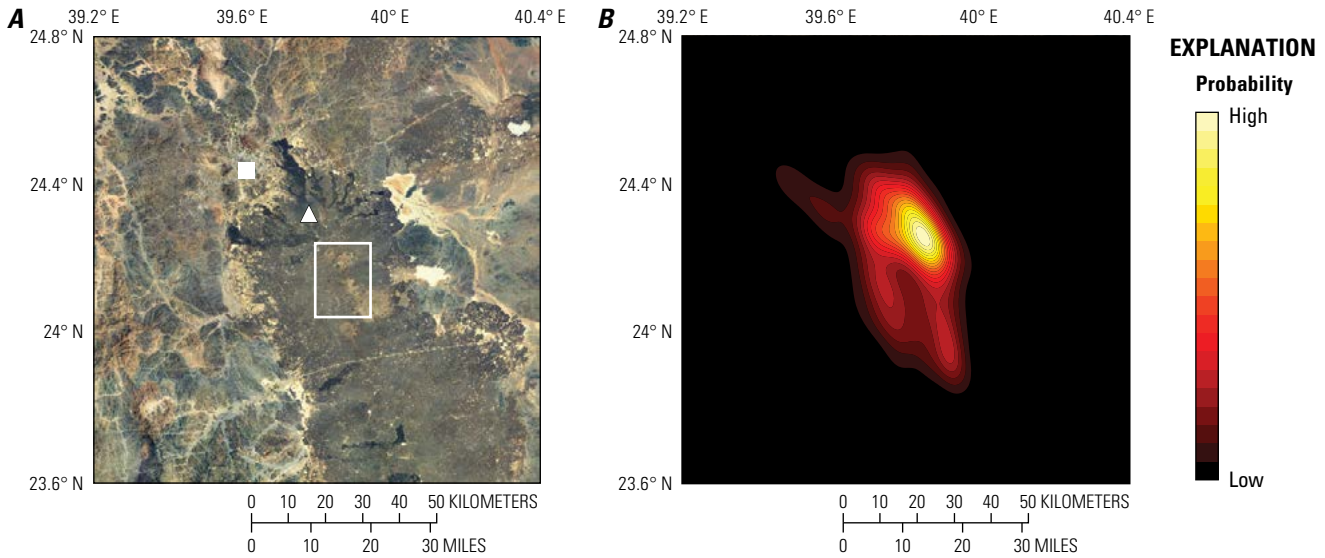 A
39.2° E
39.6° E
40° E
40.4° E
24.8° N
24.4° N
24° N
23.6° N
0 10 20 30 40 50 KILOMETERS
0 10 20 30 MILES
B
39.2° E
39.6° E
40° E
40.4° E
24.8° N
24.4° N
24° N
23.6° N
0 10 20 30 40 50 KILOMETERS
0 10 20 30 MILES
EXPLANATION
Probability
High
Low